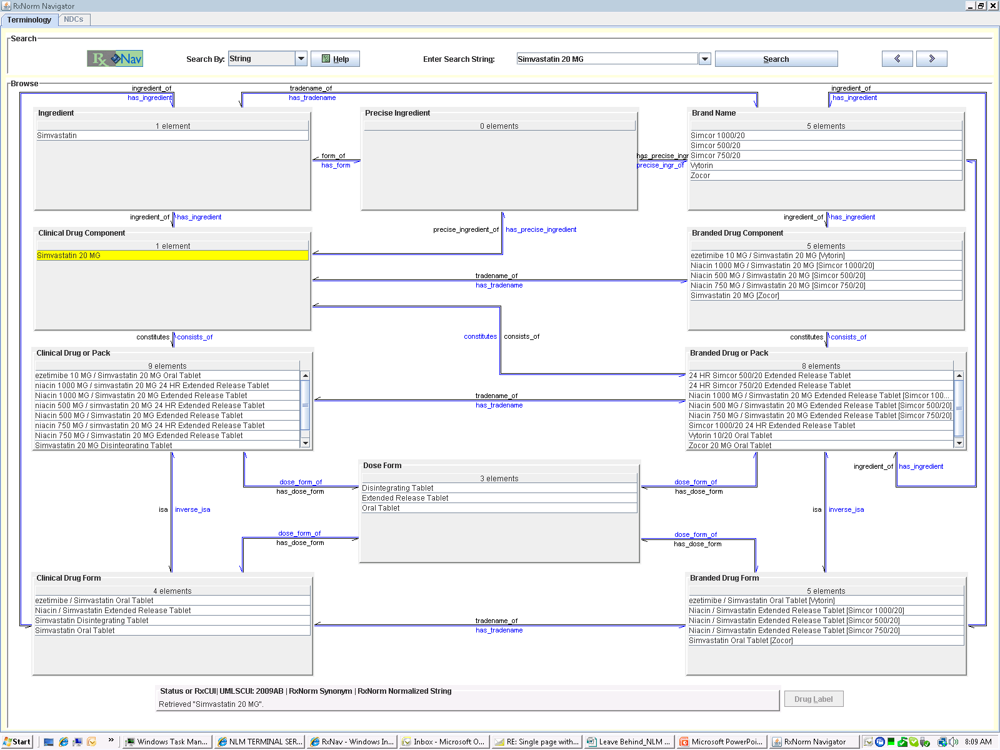 RxNorm Navigator
Terminology
NDCs
Search
Rx Nav
Search By:
String
Help
Enter Search String:
Simvastatin 20 MG
Search
Browse
ingredient_of
has_ingredient
tradename_of
has_tradename
ingredient_of
has_ingredient
Ingredient
1 element
Simvastatin
form_of
has_form
Precise Ingredient
0 elements
has_precise_ingr
precise_ingr_of
Brand Name
5 elements
Simcor 1000/20
Simcor 500/20
Simcor 750/20
Vytorin
Zocor
ingredient_of
has_ingredient
precise_ingredient_of
has_precise_ingredient
ingredient_of
has_ingredient
Clinical Drug Component
1 element
Simvastatin 20 MG
tradename_of
has_tradename
Branded Drug Component
5 elements
ezetimibe 10 MG / Simvastatin 20 MG [Vytorin]
Niacin 1000 MG / Simvastatin 20 MG [Simcor 1000/20]
Niacin 500 MG / Simvastatin 20 MG [Simcor 500/20]
Niacin 750 MG / Simvastatin 20 MG [Simcor 750/20]
Simvastatin 20 MG [Zocor]
constitutes
consists_of
constitutes
consists_of
constitutes
consists_of
Clinical Drug or Pack
9 elements
ezetimibe 10 MG / Simvastatin 20 MG Oral Tablet
niacin 1000 MG / simvastatin 20 MG 24 HR Extended Release Tablet
Niacin 1000 MG / Simvastatin 20 MG Extended Release Tablet
niacin 500 MG / simvastatin 20 MG 24 HR Extended Release Tablet
Niacin 500 MG / Simvastatin 20 MG Extended Release Tablet
niacin 750 MG / simvastatin 20 MG 24 HR Extended Release Tablet
Niacin 750 MG / Simvastatin 20 MG Extended Release Tablet
Simvastatin 20 MG Disintegrating Tablet
tradename_of
has_tradename
Branded Drug or Pack
8 elements
24 HR Simcor 500/20 Extended Release Tablet
24 HR Simcor 750/20 Extended Release Tablet
Niacin 1000 MG / Simvastatin 20 MG Extended Release Tablet [Simcor 100...
Niacin 500 MG / Simvastatin 20 MG Extended Release Tablet [Simcor 500/20]
Niacin 750 MG / Simvastatin 20 MG Extended Release Tablet [Simcor 750/20]
Simcor 1000/20 24 HR Extended Release Tablet
Vytorin 10/20 Oral Tablet
Zocor 20 MG Oral Tablet
dose_form_of
has_dose_form
Dose Form
3 elements
Disintegrating Tablet
Extended Release Tablet
Oral Tablet
dose_form_of
has_dose_form
ingredient_of
has_ingredient
isa
inverse_isa
isa
inverse_isa
dose_form_of
has_dose_form
dose_form_of
has_dose_form
Clinical Drug Form
4 elements
ezetimibe / Simvastatin Oral Tablet
Niacin / Simvastatin Extended Release Tablet
Simvastatin Disintegrating Tablet
Simvastatin Oral Tablet
tradename_of
has_tradename
Branded Drug Form
5 elements
ezetimibe / Simvastatin Oral Tablet [Vytorin]
Niacin / Simvastatin Extended Release Tablet [Simcor 1000/20]
Niacin / Simvastatin Extended Release Tablet [Simcor 500/20]
Niacin / Simvastatin Extended Release Tablet [Simcor 750/20]
Simvastatin Oral Tablet [Zocor]
Status or RxCUI| UMLSCUI: 2009AB | RxNorm Synonym | RxNorm Normalized String
Retrieved "Simvastatin 20 MG".
Drug Label
Start
Windows Task Man...
NLM TERMINAL SER...
RxNav - Windows In...
Inbox - Microsoft O...
RE: Single page with...
Leave Behind_NLM ...
Microsoft PowerPoi...
RxNorm Navigator
8:09 AM